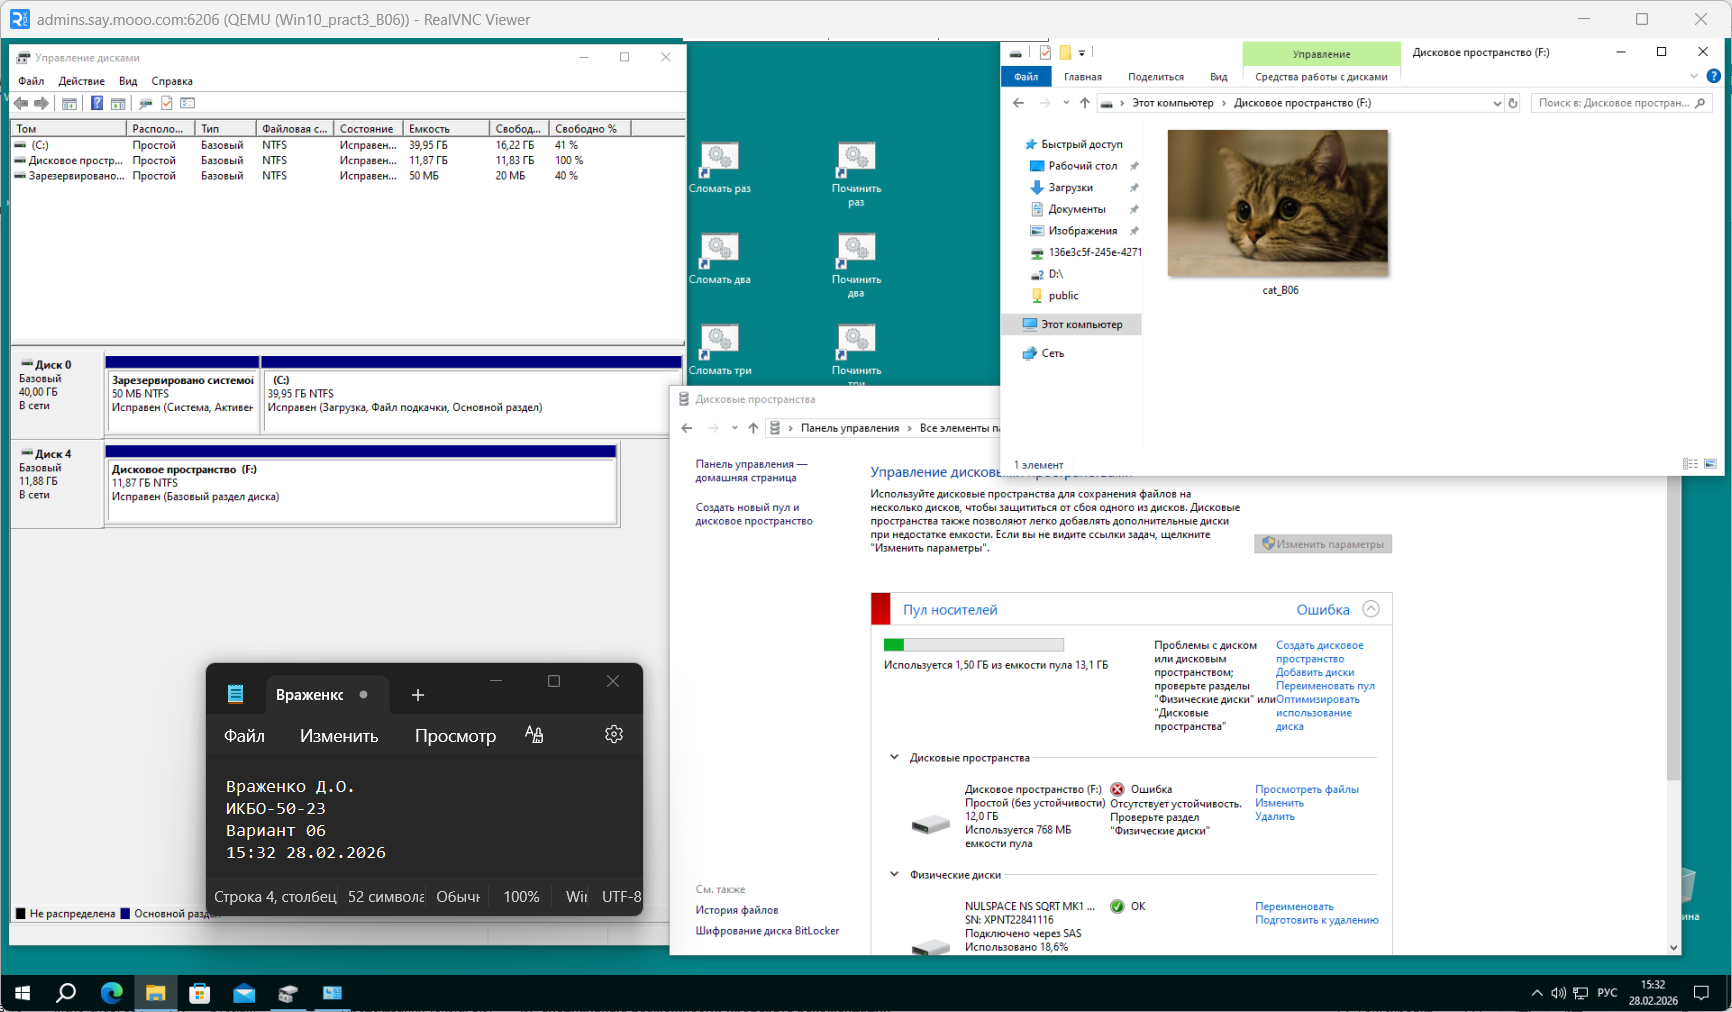 admins.say.mooo.com:6206 (QEMU (Win10_pract3_B06)) - RealVNC Viewer
Управление дисками
Файл Действие Вид Справка
Том Располо... Тип Файловая с... Состояние Емкость Свобод... Свободно %
(C:) Простой Базовый NTFS Исправен... 39,95 ГБ 16,22 ГБ 41 %
Дисковое простр... Простой Базовый NTFS Исправен... 11,87 ГБ 11,83 ГБ 100 %
Зарезервировано... Простой Базовый NTFS Исправен... 50 МБ 20 МБ 40 %
Диск 0
Базовый
40,00 ГБ
В сети
Зарезервировано системої
50 МБ NTFS
Исправен (Система, Активен
(C:)
39,95 ГБ NTFS
Исправен (Загрузка, Файл подкачки, Основной раздел)
Диск 4
Базовый
11,88 ГБ
В сети
Дисковое пространство (F:)
11,87 ГБ NTFS
Исправен (Базовый раздел диска)
Не распределена Основной разде
Сломать раз
Починить раз
Сломать два
Починить два
Сломать три
Починить три
Управление
Дисковое пространство (F:)
Файл Главная Поделиться Вид Средства работы с дисками
Этот компьютер > Дисковое пространство (F:)
Поиск в: Дисковое простран...
Быстрый доступ
Рабочий стол
Загрузки
Документы
Изображения
136e3c5f-245e-4271
D:\
public
Этот компьютер
Сеть
cat_B06
1 элемент
Дисковые пространства
Панель управления > Все элементы па
Панель управления —
домашняя страница
Создать новый пул и
дисковое пространство
См. также
История файлов
Шифрование диска BitLocker
Управление дисковыми пространствами
Используйте дисковые пространства для сохранения файлов на
несколько дисков, чтобы защититься от сбоя одного из дисков. Дисковые
пространства также позволяют легко добавлять дополнительные диски
при недостатке емкости. Если вы не видите ссылки задач, щелкните
"Изменить параметры".
Изменить параметры
Пул носителей
Ошибка
Используется 1,50 ГБ из емкости пула 13,1 ГБ
Проблемы с диском
или дисковым
пространством;
проверьте разделы
"Физические диски" или
"Дисковые
пространства"
Создать дисковое
пространство
Добавить диски
Переименовать пул
Оптимизировать
использование
диска
Дисковые пространства
Дисковое пространство (F:)
Простой (без устойчивости)
12,0 ГБ
Используется 768 МБ
емкости пула
Ошибка
Отсутствует устойчивость.
Проверьте раздел
"Физические диски"
Просмотреть файлы
Изменить
Удалить
Физические диски
NULSPACE NS SQRT MK1 ...
SN: XPNT22841116
Подключено через SAS
Использовано 18,6%
OK
Переименовать
Подготовить к удалению
Враженкс
Файл Изменить Просмотр
Враженко Д.О.
ИКБО-50-23
Вариант 06
15:32 28.02.2026
Строка 4, столбец 52 символа Обычн 100% Wir UTF-8
ина
РУС
15:32
28.02.2026